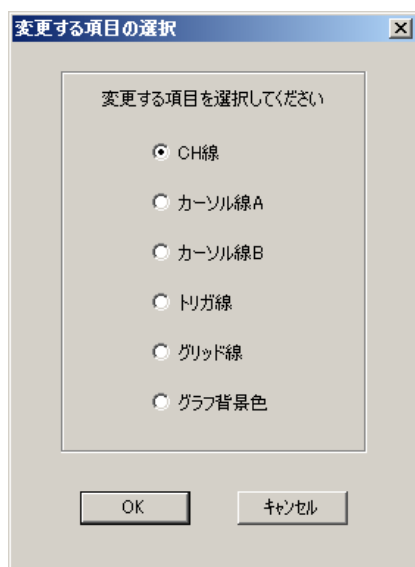 変更する項目の選択
変更する項目を選択してください
CH線
カーソル線A
カーソル線B
トリガ線
グリッド線
グラフ背景色
OK
キャンセル